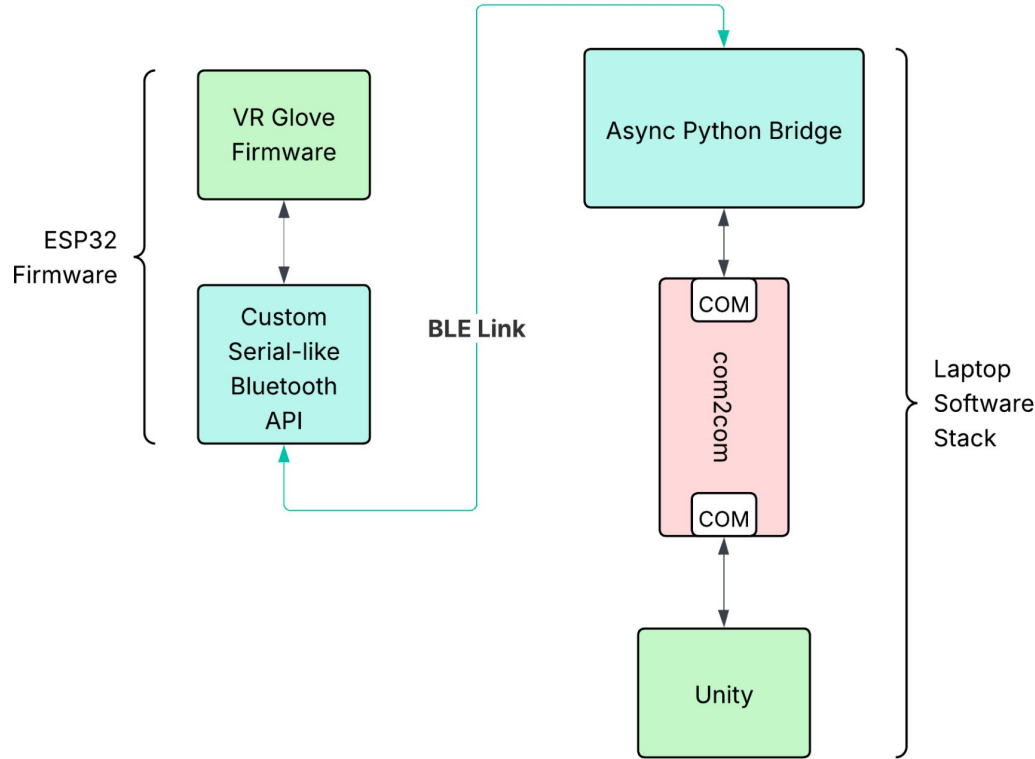 ESP32
Firmware
VR Glove
Firmware
Custom
Serial-like
Bluetooth
API
BLE Link
Async Python Bridge
COM
com2com
COM
Unity
Laptop
Software
Stack